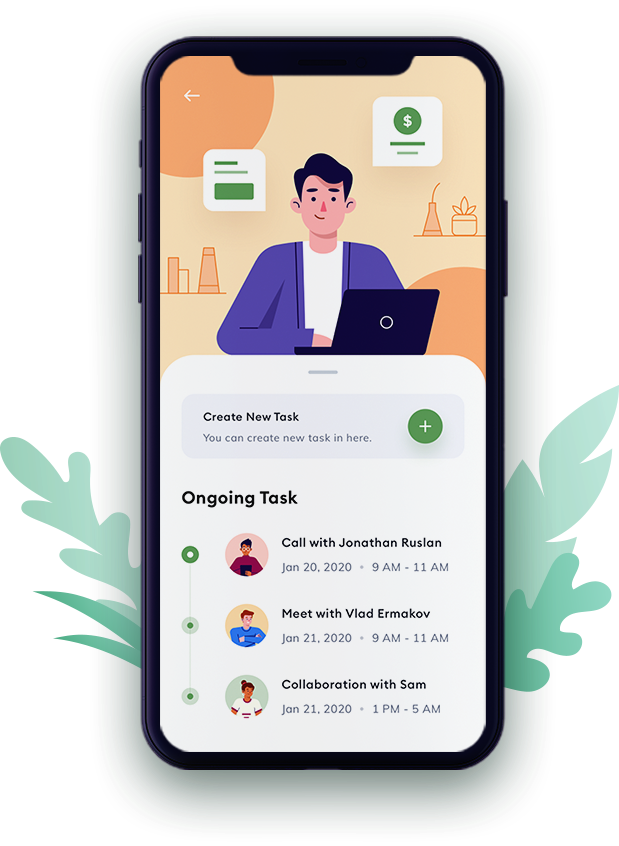 $
Create New Task
You can create new task in here.
Ongoing Task
Call with Jonathan Ruslan
Jan 20, 2020 • 9 AM - 11 AM
Meet with Vlad Ermakov
Jan 21, 2020 • 9 AM - 11 AM
Collaboration with Sam
Jan 21, 2020 • 1 PM - 5 AM